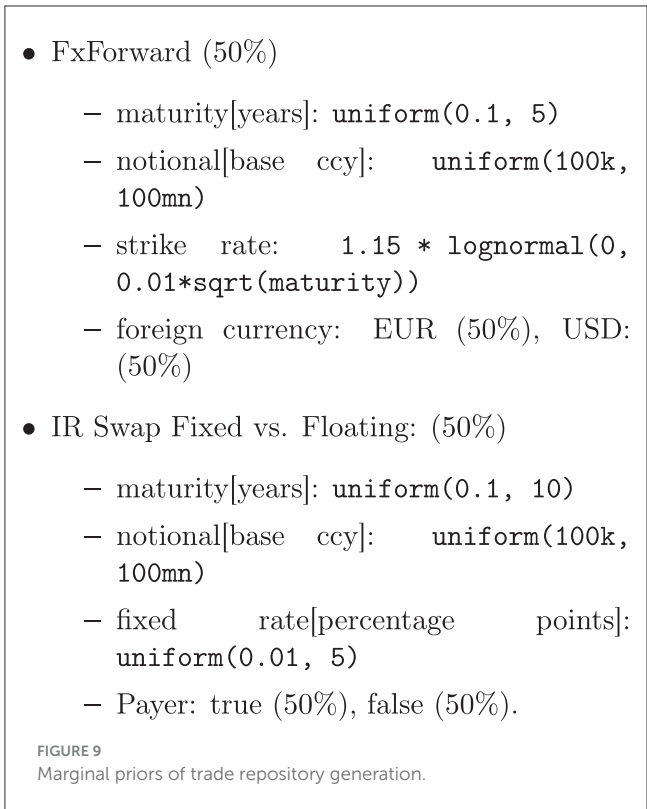 • FxForward (50%)
– maturity[years]: uniform(0.1, 5)
– notional[base ccy]: uniform(100k,
100mn)
– strike rate: 1.15 * lognormal(0,
0.01*sqrt(maturity))
– foreign currency: EUR (50%), USD:
(50%)
• IR Swap Fixed vs. Floating: (50%)
– maturity[years]: uniform(0.1, 10)
– notional[base ccy]: uniform(100k,
100mn)
– fixed rate[percentage points]:
uniform(0.01, 5)
– Payer: true (50%), false (50%).
FIGURE 9
Marginal priors of trade repository generation.